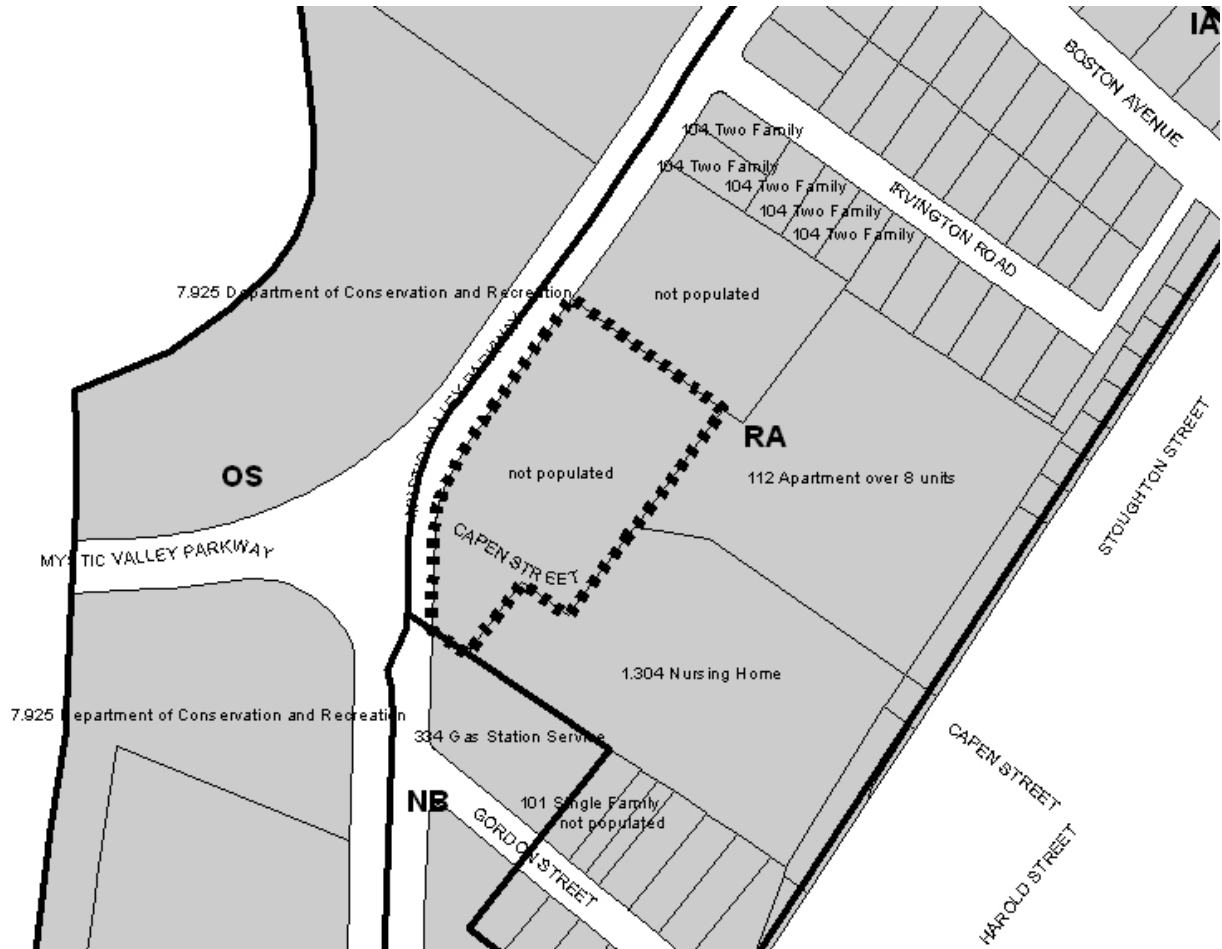 IA
BOSTON AVENUE
104 Two Family
104 Two Family
104 Two Family
104 Two Family
104 Two Family
IRVINGTON ROAD
7.925 Department of Conservation and Recreation
not populated
MYSTIC VALLEY PARKWAY
RA
not populated
112 Apartment over 8 units
OS
STOUGHTON STREET
CAPEN STREET
MYSTIC VALLEY PARKWAY
1.304 Nursing Home
7.925 Department of Conservation and Recreation
334 Gas Station Service
CAPEN STREET
NB
101 Single Family
not populated
GORDON STREET
HAROLD STREET